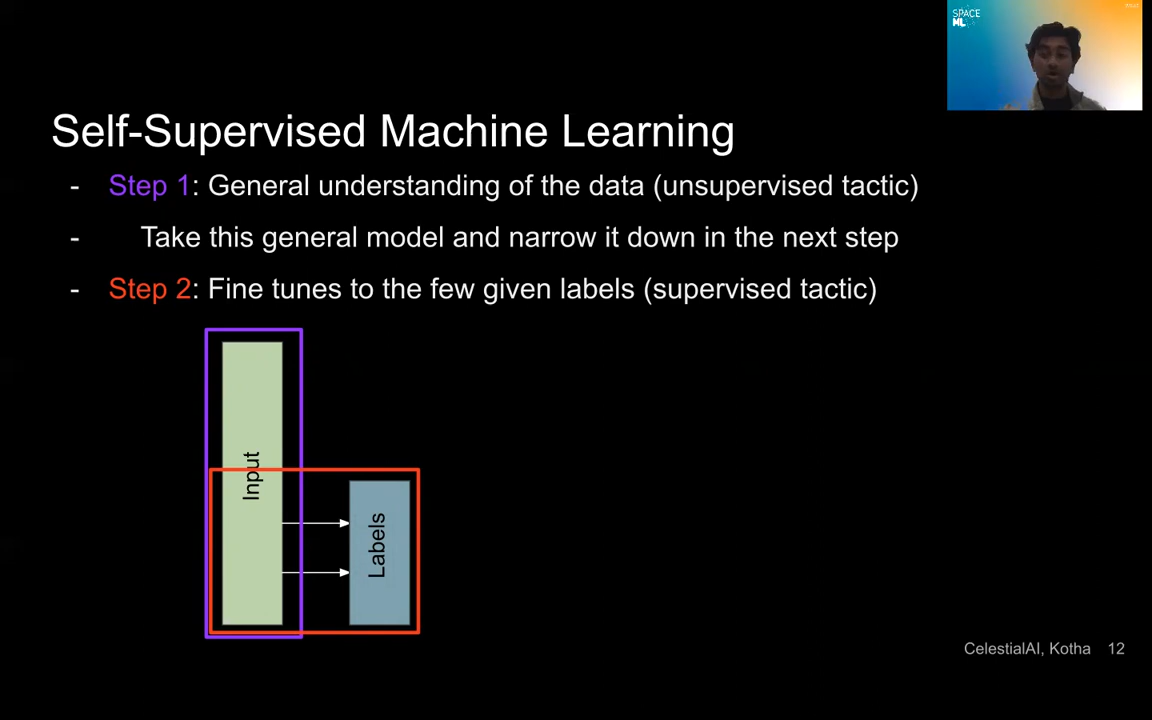 SPACE
ML
Self-Supervised Machine Learning
- Step 1: General understanding of the data (unsupervised tactic)
- Take this general model and narrow it down in the next step
- Step 2: Fine tunes to the few given labels (supervised tactic)
Input
Labels
CelestialAI, Kotha 12